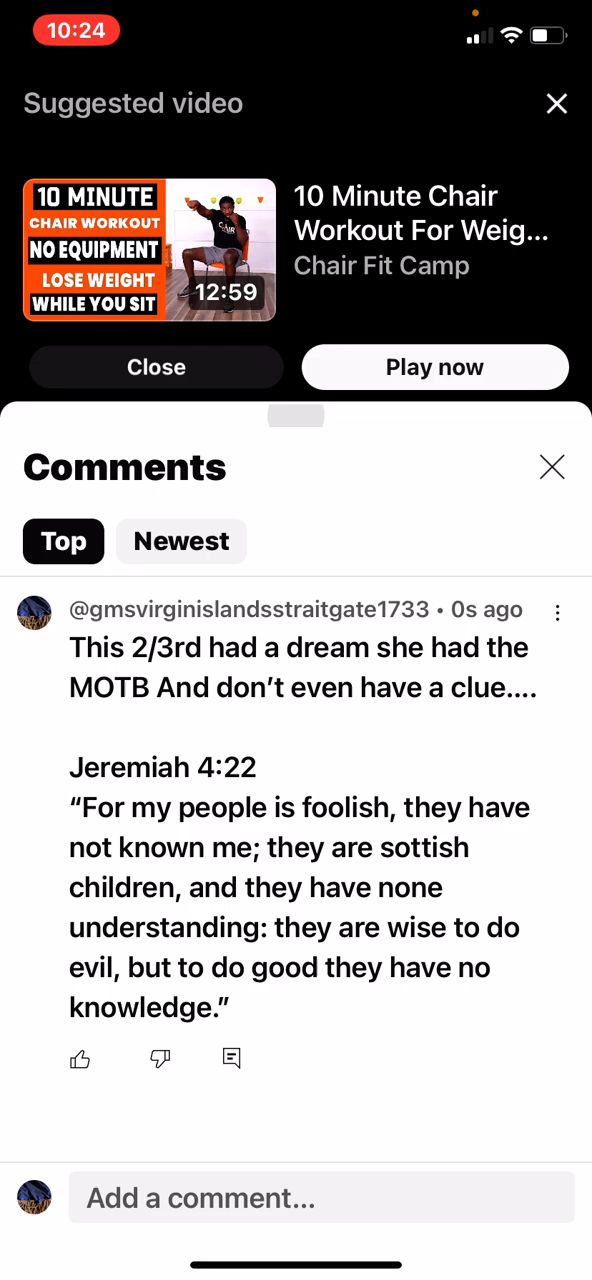 10:24
Suggested video
10 MINUTE
CHAIR WORKOUT
NO EQUIPMENT
LOSE WEIGHT
WHILE YOU SIT
12:59
10 Minute Chair
Workout For Weig...
Chair Fit Camp
Close
Play now
Comments
Top
Newest
@gmsvirginislandsstraitgate1733 • 0s ago
This 2/3rd had a dream she had the
MOTB And don’t even have a clue....
Jeremiah 4:22
“For my people is foolish, they have
not known me; they are sottish
children, and they have none
understanding: they are wise to do
evil, but to do good they have no
knowledge.”
Add a comment...